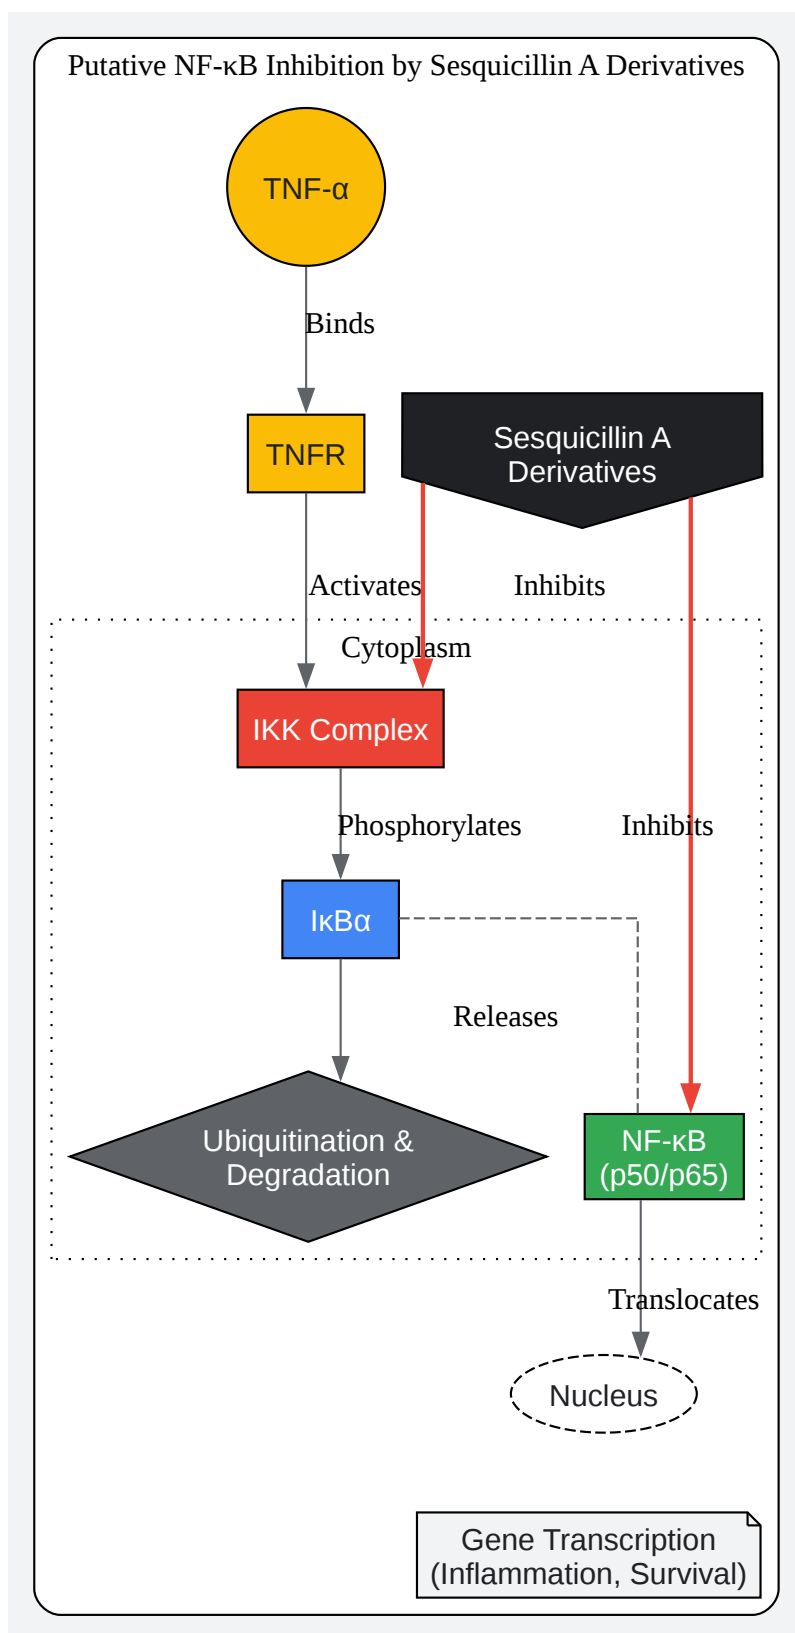 Putative NF-κB Inhibition by Sesquicillin A Derivatives
TNF-α
Binds
TNFR
Sesquicillin A
Derivatives
Activates
Inhibits
Cytoplasm
IKK Complex
Phosphorylates
Inhibits
IκBα
Releases
Ubiquitination &
Degradation
NF-κB
(p50/p65)
Translocates
Nucleus
Gene Transcription
(Inflammation, Survival)